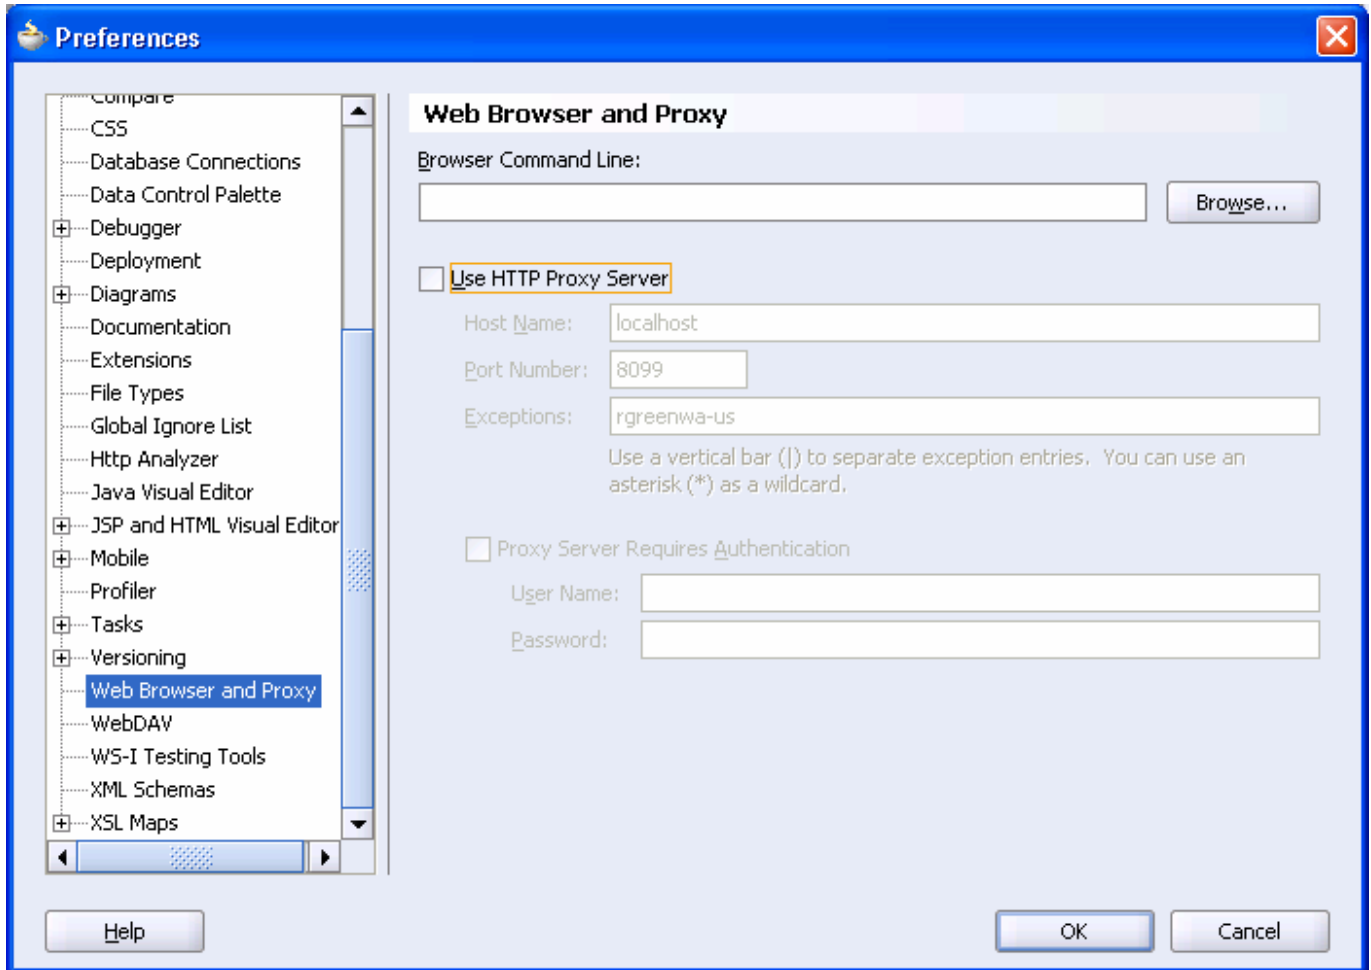 Preferences
Compare
CSS
Database Connections
Data Control Palette
Debugger
Deployment
Diagrams
Documentation
Extensions
File Types
Global Ignore List
Http Analyzer
Java Visual Editor
JSP and HTML Visual Editor
Mobile
Profiler
Tasks
Versioning
Web Browser and Proxy
WebDAV
WS-I Testing Tools
XML Schemas
XSL Maps
Web Browser and Proxy
Browser Command Line:
Browse...
Use HTTP Proxy Server
Host Name: localhost
Port Number: 8099
Exceptions: rgreenwa-us
Use a vertical bar (|) to separate exception entries. You can use an
asterisk (*) as a wildcard.
Proxy Server Requires Authentication
User Name:
Password:
Help OK Cancel